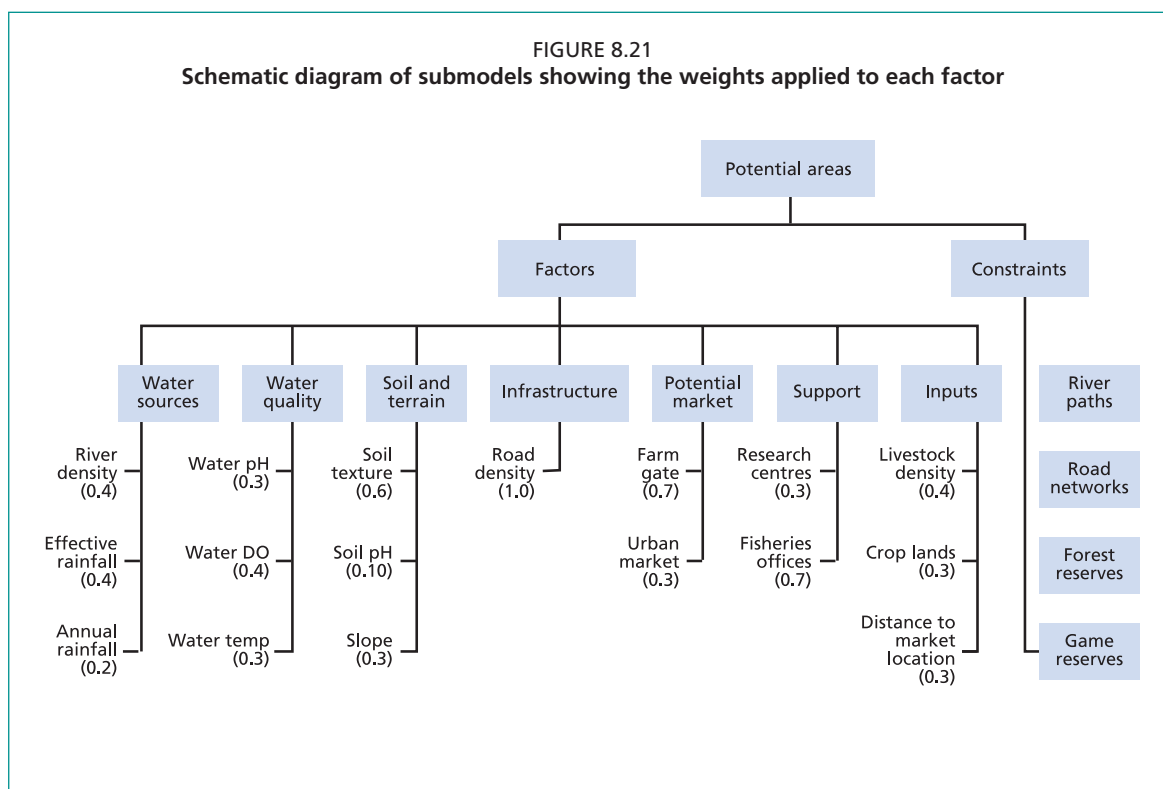 FIGURE 8.21
Schematic diagram of submodels showing the weights applied to each factor
Potential areas
Factors
Constraints
Water
sources
Water
quality
Soil and
terrain
Infrastructure
Potential
market
Support
Inputs
River
paths
River
density
(0.4)
Effective
rainfall
(0.4)
Annual
rainfall
(0.2)
Water pH
(0.3)
Water DO
(0.4)
Water temp
(0.3)
Soil
texture
(0.6)
Soil pH
(0.10)
Slope
(0.3)
Road
density
(1.0)
Farm
gate
(0.7)
Urban
market
(0.3)
Research
centres
(0.3)
Fisheries
offices
(0.7)
Livestock
density
(0.4)
Crop lands
(0.3)
Distance to
market
location
(0.3)
Road
networks
Forest
reserves
Game
reserves